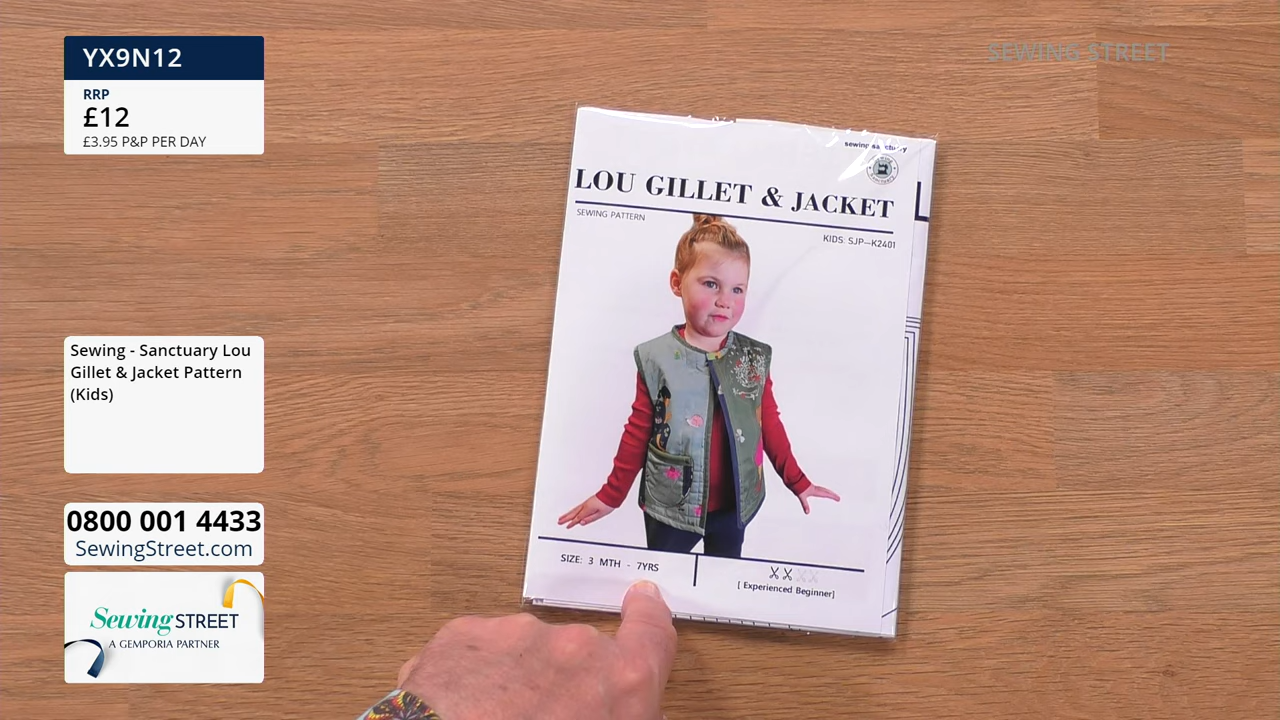 YX9N12
RRP
£12
£3.95 P&P PER DAY
Sewing - Sanctuary Lou
Gillet & Jacket Pattern
(Kids)
0800 001 4433
SewingStreet.com
Sewing STREET
A GEMPORIA PARTNER
SEWING STREET
sewing sanctuary
LOU GILLET & JACKET
SEWING PATTERN
KIDS: SJP-K2401
SIZE: 3 MTH - 7YRS
[ Experienced Beginner]